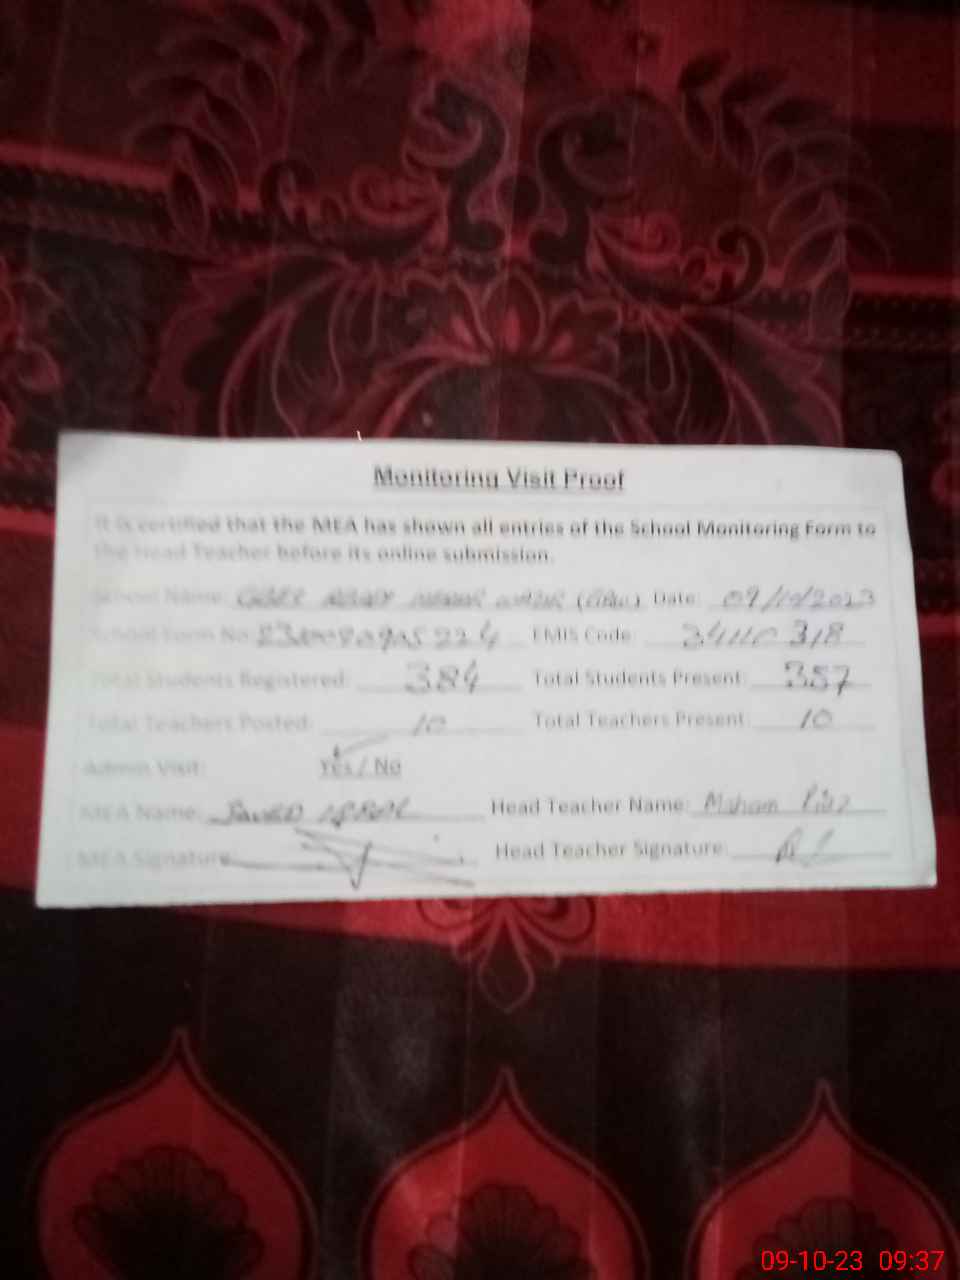 Monitoring Visit Proof
It is certified that the MEA has shown all entries of the School Monitoring Form to
the Head Teacher before its online submission.
School Name: Date: 09/10/2023
School Form No: EMIS Code: 34110318
Total Students Registered: 384 Total Students Present: 357
Total Teachers Posted: 10 Total Teachers Present: 10
Admin Visit: Yes / No
MEA Name: Head Teacher Name: Maham
MEA Signature: Head Teacher Signature:
09-10-23 09:37